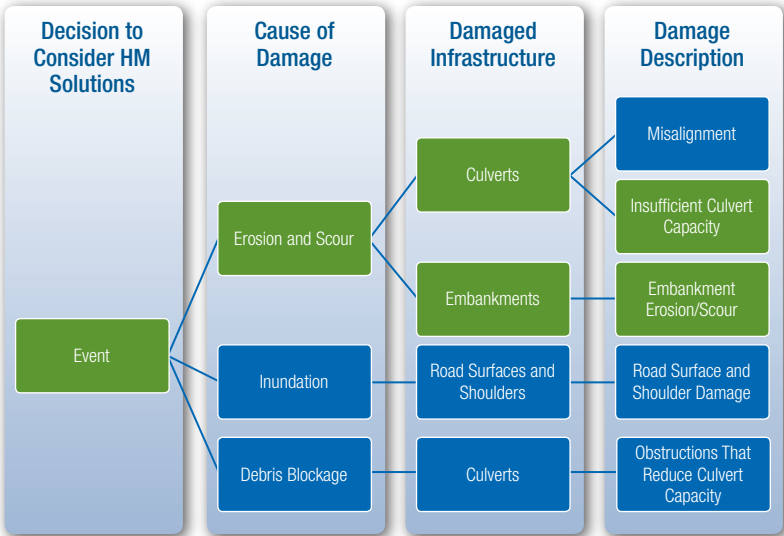 Decision to
Consider HM
Solutions
Cause of
Damage
Damaged
Infrastructure
Damage
Description
Event
Erosion and Scour
Inundation
Debris Blockage
Culverts
Embankments
Road Surfaces and
Shoulders
Culverts
Misalignment
Insufficient Culvert
Capacity
Embankment
Erosion/Scour
Road Surface and
Shoulder Damage
Obstructions That
Reduce Culvert
Capacity